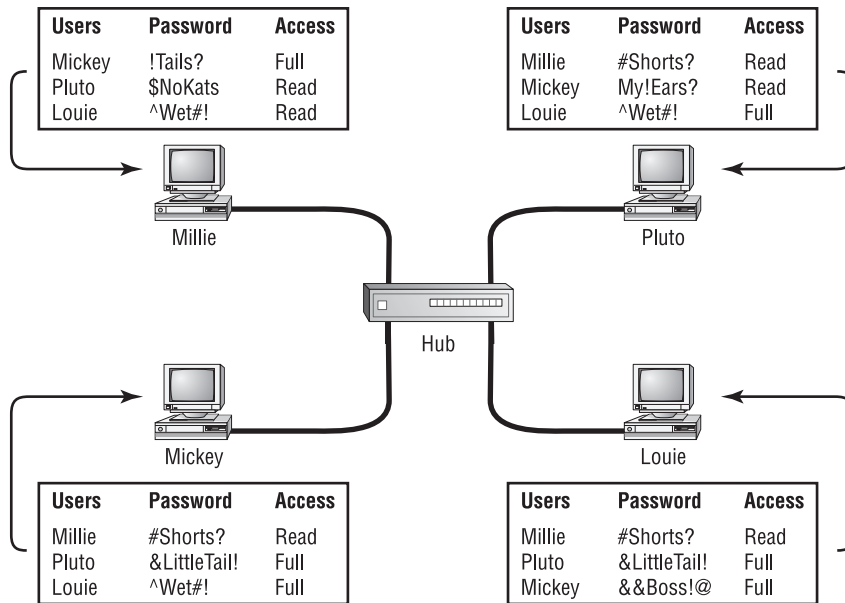 Users Password Access
Mickey !Tails? Full
Pluto $NoKats Read
Louie ^Wet#! Read
Users Password Access
Millie #Shorts? Read
Mickey My!Ears? Read
Louie ^Wet#! Full
Millie
Pluto
Hub
Mickey
Louie
Users Password Access
Millie #Shorts? Read
Pluto &LittleTail! Full
Louie ^Wet#! Full
Users Password Access
Millie #Shorts? Read
Pluto &LittleTail! Full
Mickey &&Boss!@ Full